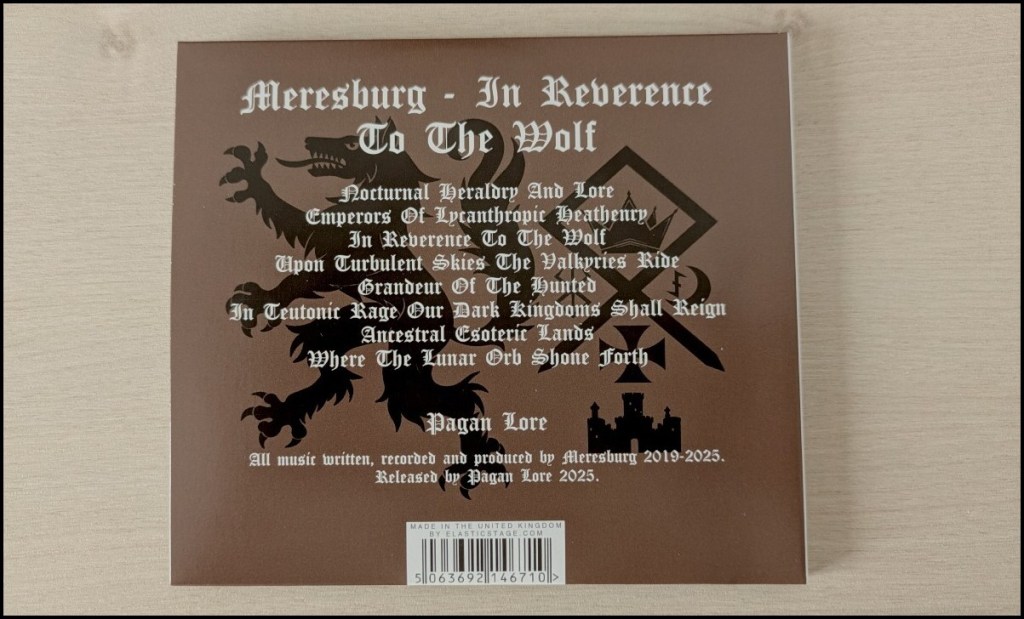 Meresburg - In Reverence
To The Wolf
Nocturnal Heraldry And Lore
Emperors Of Lycanthropic Heathenry
In Reverence To The Wolf
Upon Turbulent Skies The Valkyries Ride
Grandeur Of The Hunted
In Teutonic Rage Our Dark Kingdoms Shall Reign
Ancestral Esoteric Lands
Where The Lunar Orb Shone Forth
Pagan Lore
All music written, recorded and produced by Meresburg 2019-2025.
Released by Pagan Lore 2025.
MADE IN THE UNITED KINGDOM
BY ELASTICSTAGE.COM
5 063692 146710 >